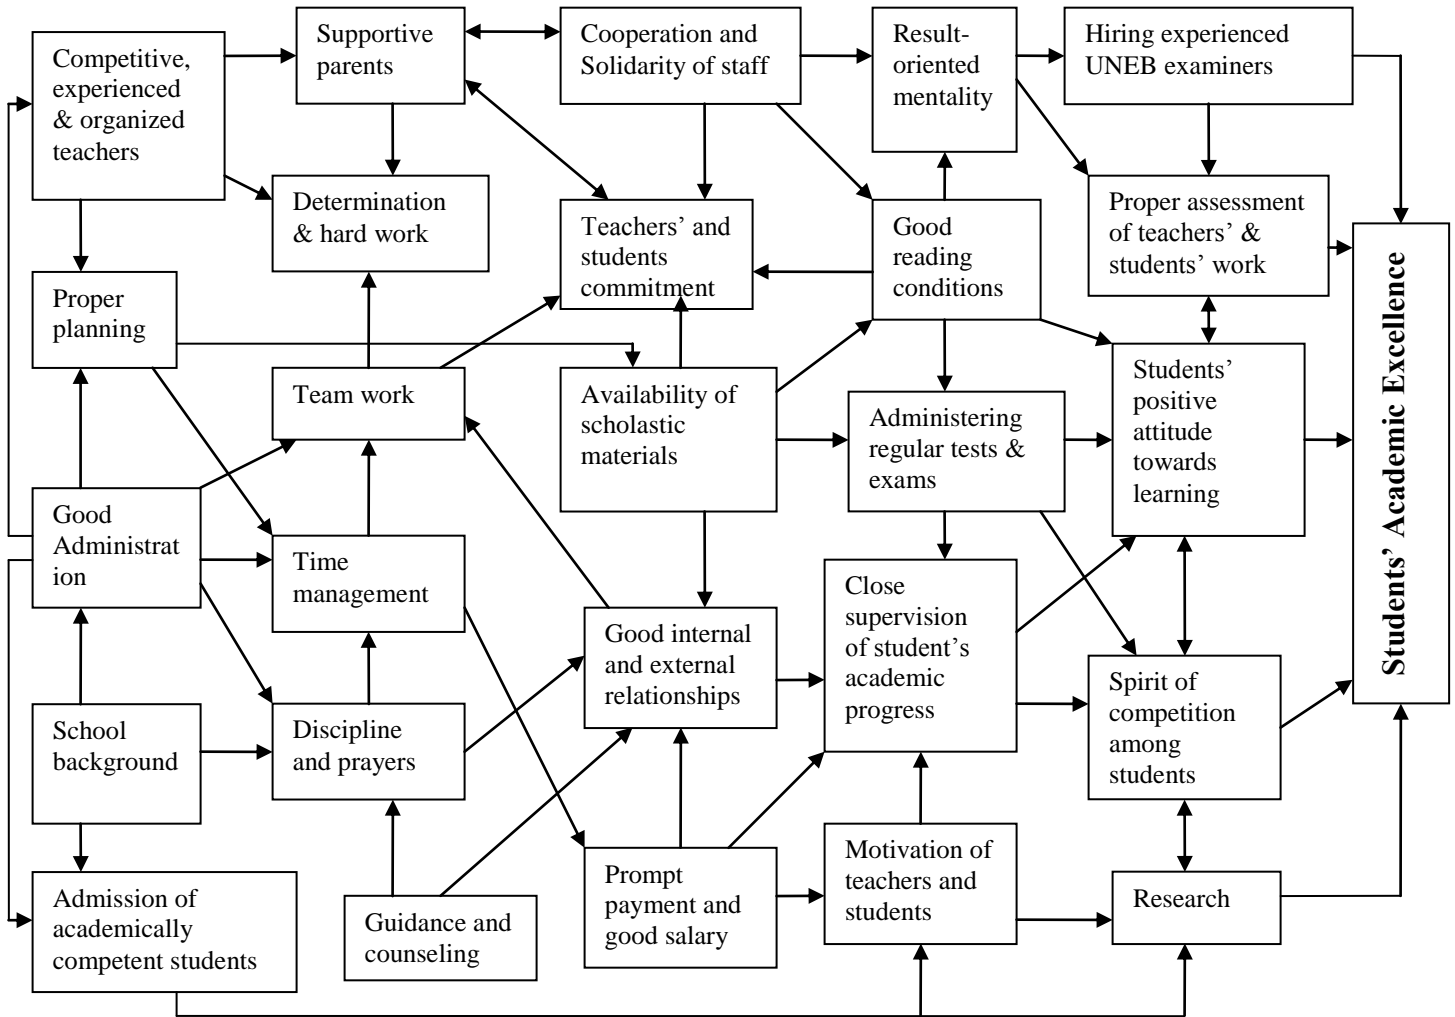 Competitive,
experienced
& organized
teachers
Supportive
parents
Cooperation and
Solidarity of staff
Result-
oriented
mentality
Hiring experienced
UNEB examiners
Determination
& hard work
Teachers’ and
students
commitment
Good
reading
conditions
Proper assessment
of teachers’ &
students’ work
Proper
planning
Team work
Availability of
scholastic
materials
Administering
regular tests &
exams
Students’
positive
attitude
towards
learning
Students’ Academic Excellence
Good
Administrat
ion
Time
management
Good internal
and external
relationships
Close
supervision
of student’s
academic
progress
Spirit of
competition
among
students
School
background
Discipline
and prayers
Admission of
academically
competent students
Guidance and
counseling
Prompt
payment and
good salary
Motivation of
teachers and
students
Research